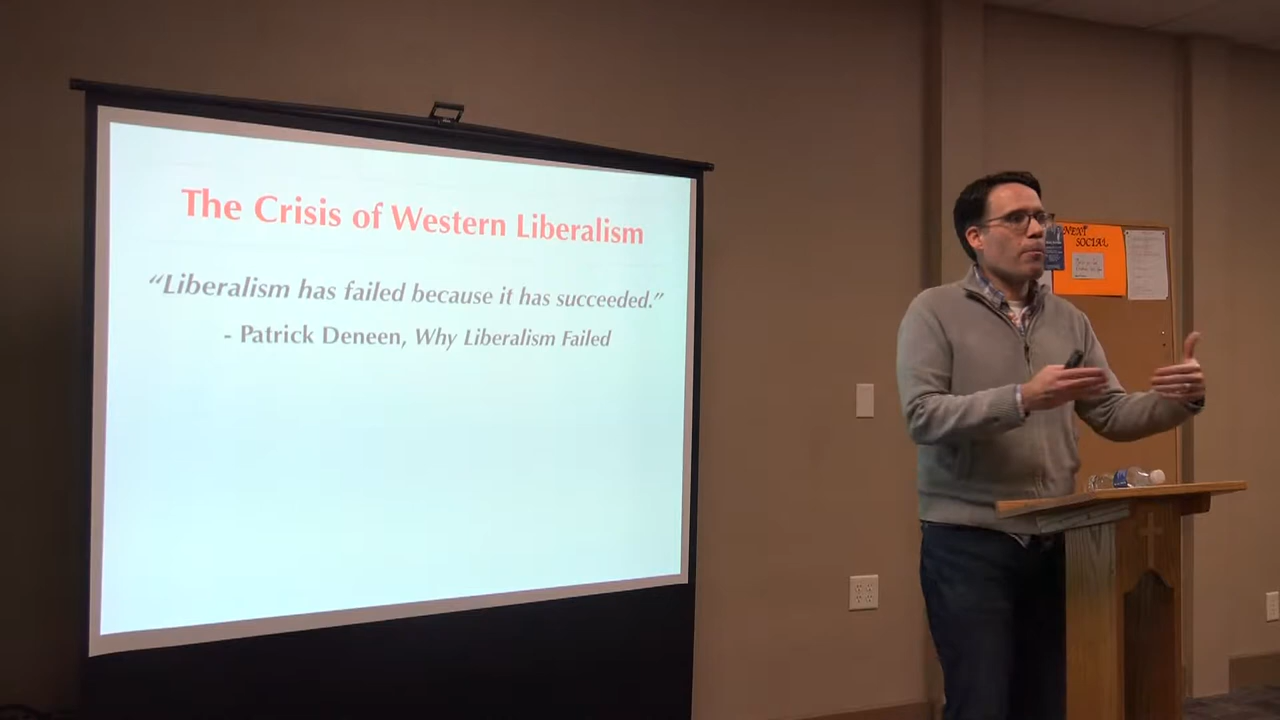 The Crisis of Western Liberalism
“Liberalism has failed because it has succeeded.”
- Patrick Deneen, Why Liberalism Failed
NEXT
SOCIAL